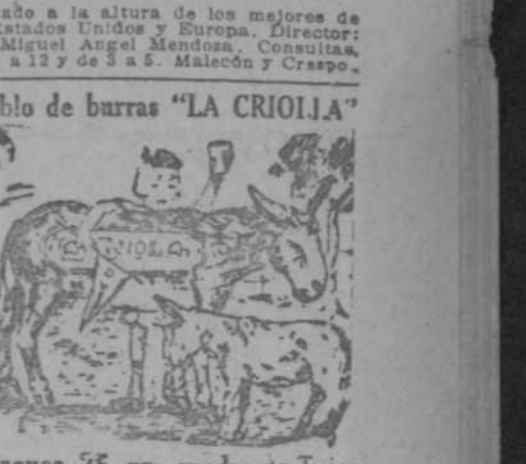 ado a la altura de los mejores de
Estados Unidos y Europa. Director:
Miguel Angel Mendoza. Consultas,
a 12 y de 3 a 5. Malecón y Crespo.
blo de burras "LA CRIOLLA"
CRIOLLA